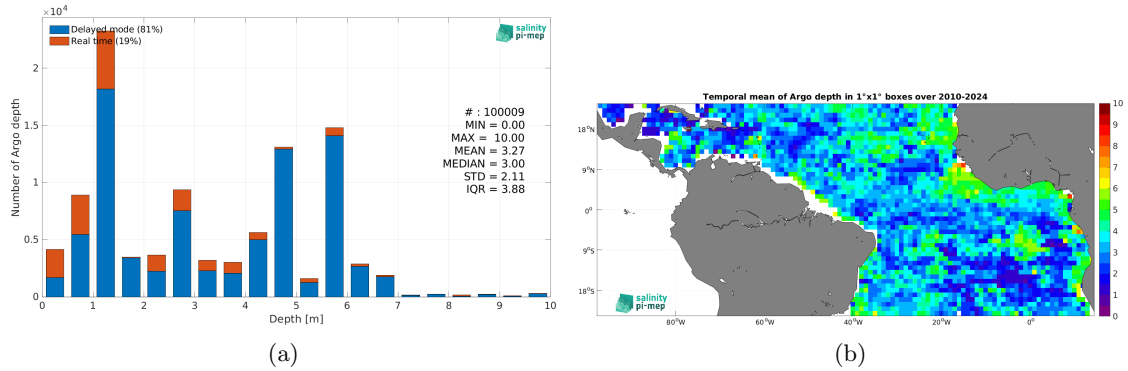 ×10⁴
Delayed mode (81%)
Real time (19%)
salinity
pi-mep
2
1.5
1
0.5
0
Number of Argo depth
# : 100009
MIN = 0.00
MAX = 10.00
MEAN = 3.27
MEDIAN = 3.00
STD = 2.11
IQR = 3.88
0 1 2 3 4 5 6 7 8 9 10
Depth [m]
(a)
Temporal mean of Argo depth in 1°x1° boxes over 2010-2024
18°N
9°N
0°
9°S
18°S
80°W 60°W 40°W 20°W 0°
salinity
pi-mep
10
9
8
7
6
5
4
3
2
1
0
(b)